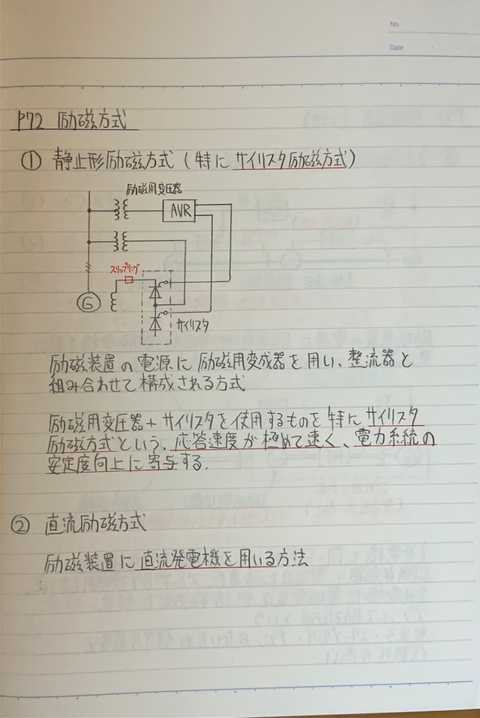 No.
Date
P72 励磁方式
① 静止形励磁方式 (特に サイリスタ励磁方式)
励磁用変圧器
AVR
スリップリング
G
サイリスタ
励磁装置の電源に励磁用変成器を用い、整流器と
組み合わせて構成される方式
励磁用変圧器+サイリスタを使用するものを特にサイリスタ
励磁方式という。応答速度が極めて速く、電力系統の
安定度向上に寄与する.
② 直流励磁方式
励磁装置に直流発電機を用いる方法